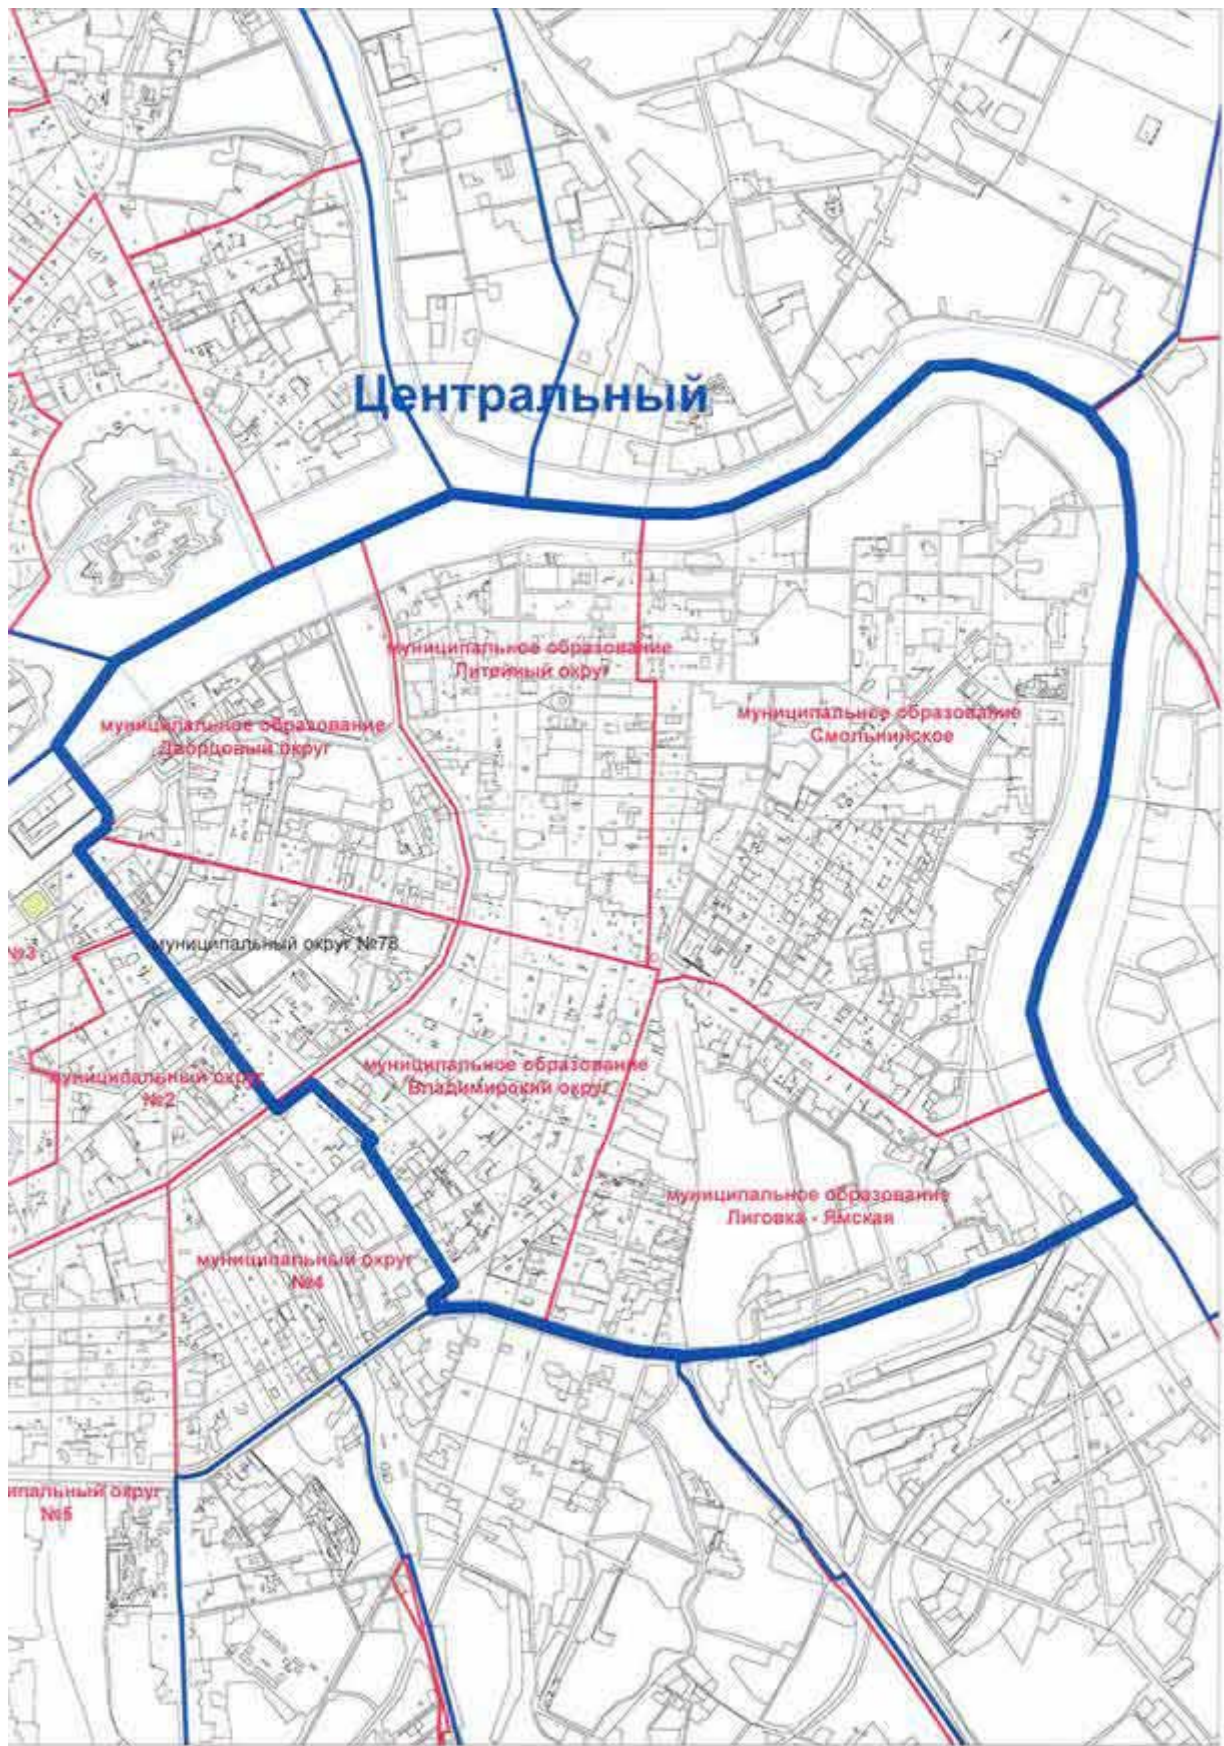 Центральный
муниципальное образование
Литейный округ
муниципальное образование
Смольнинское
муниципальное образование
Дворцовый округ
№3
муниципальный округ №78
муниципальное образование
Владимирский округ
муниципальный округ
№2
муниципальное образование
Лиговка - Ямская
муниципальный округ
№4
ипальный округ
№5